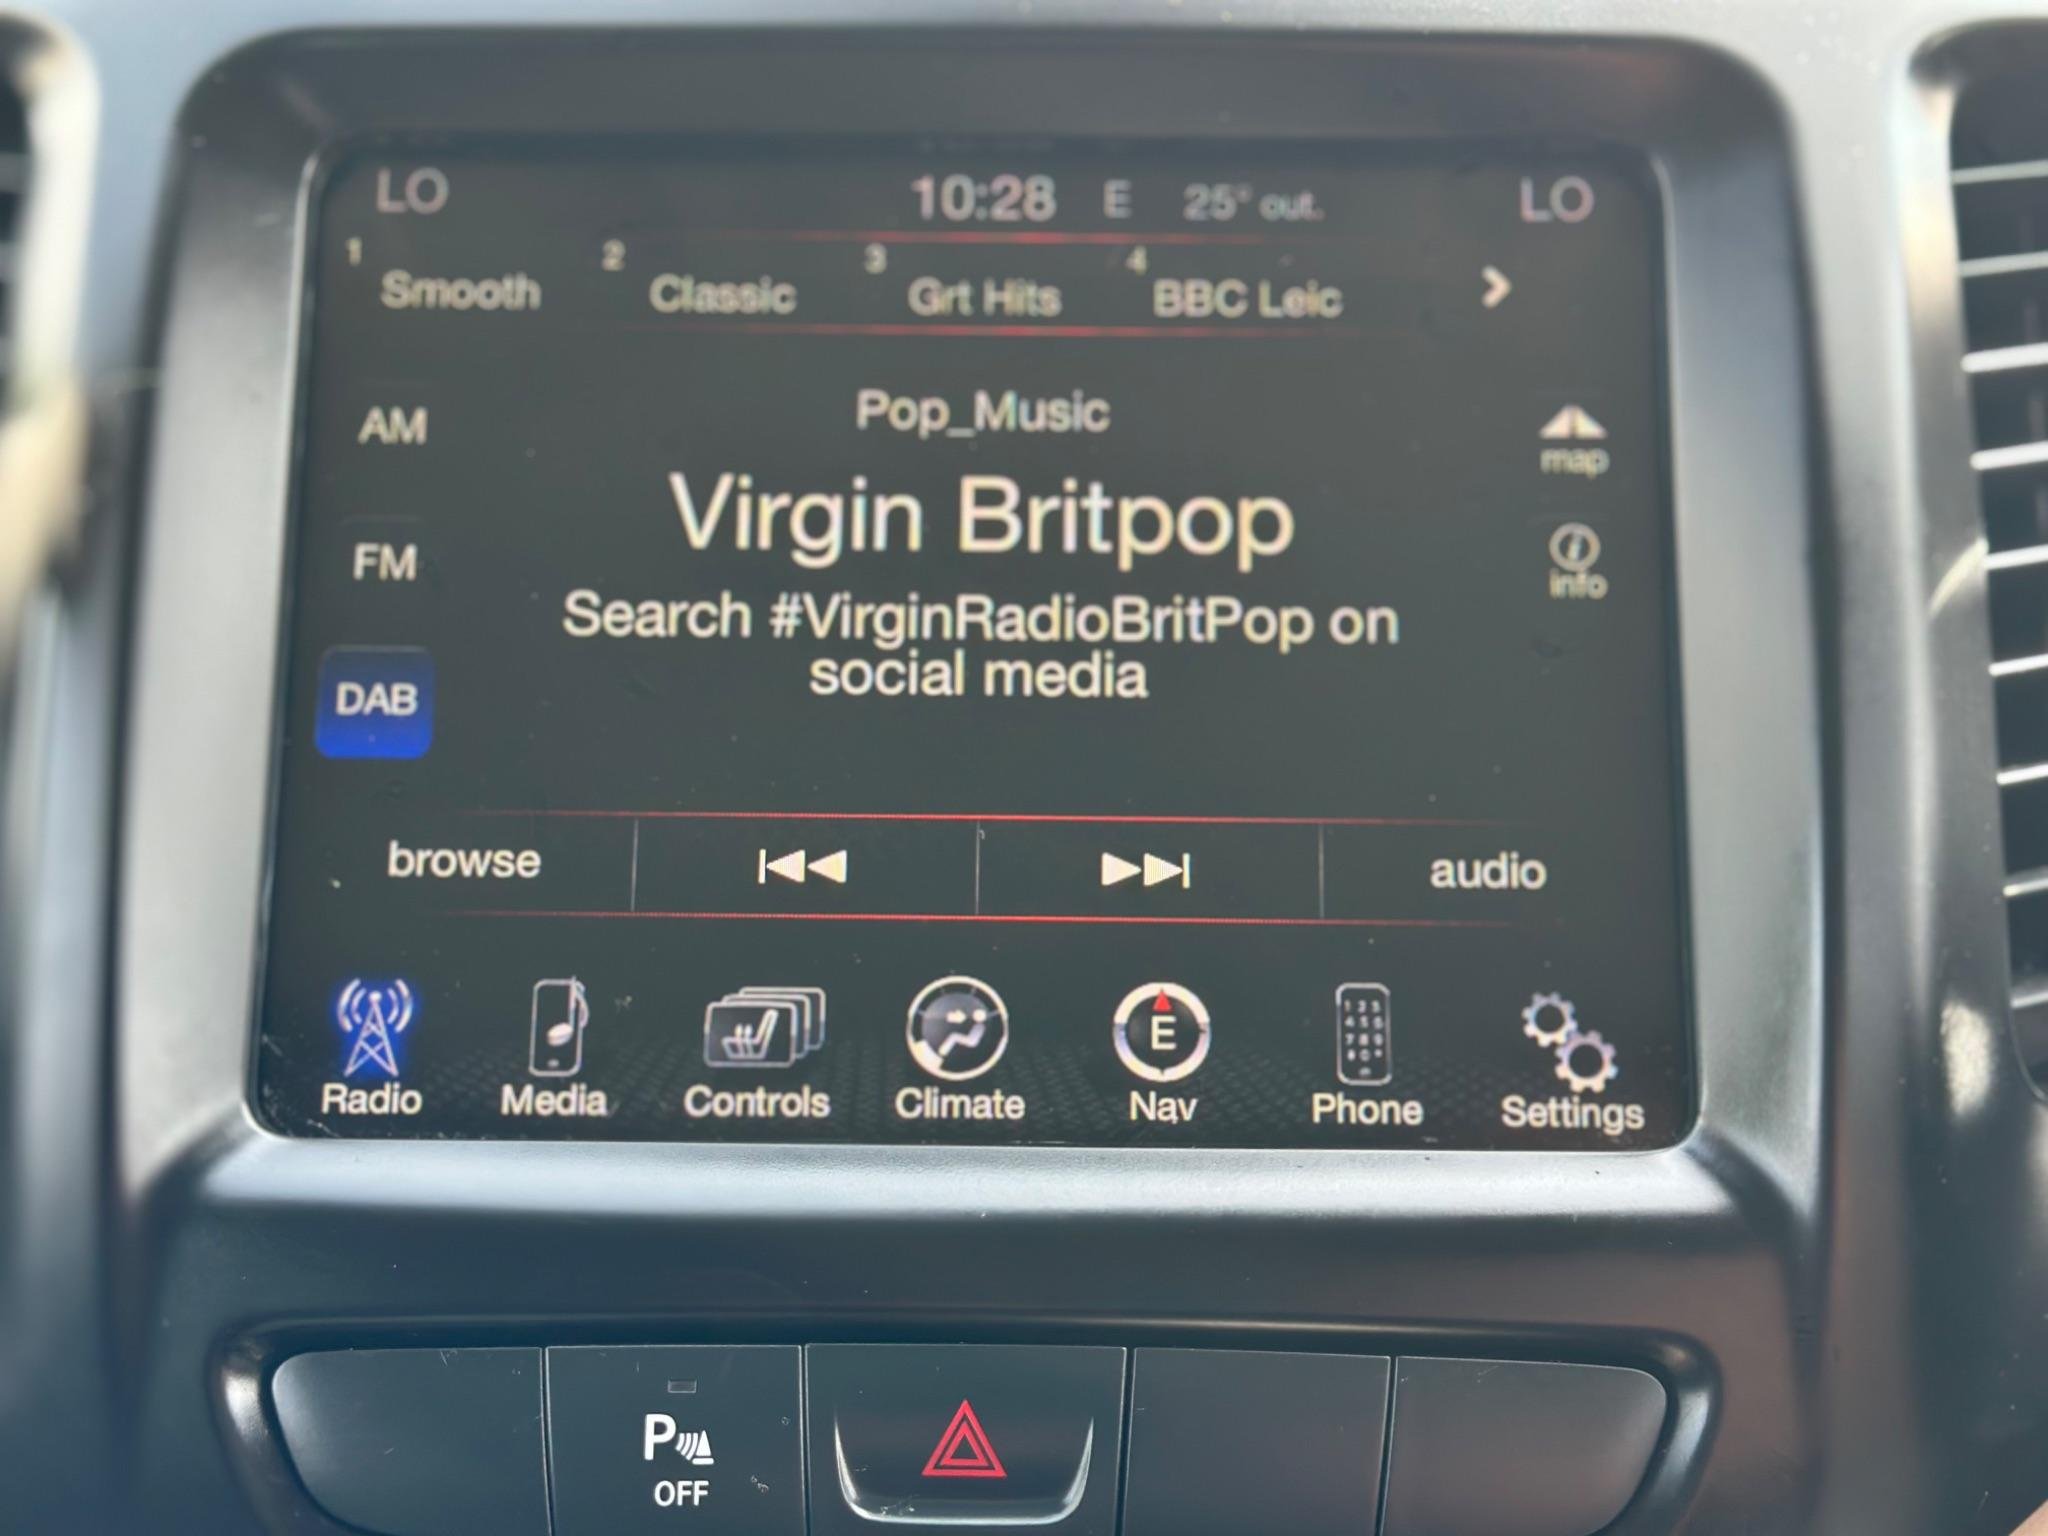 LO 10:28 E 25° out. LO
1 Smooth 2 Classic 3 Grt Hits 4 BBC Leic
Pop_Music
AM
map
Virgin Britpop
FM
info
Search #VirginRadioBritPop on
social media
DAB
browse audio
E
Radio Media Controls Climate Nav Phone Settings
P
OFF